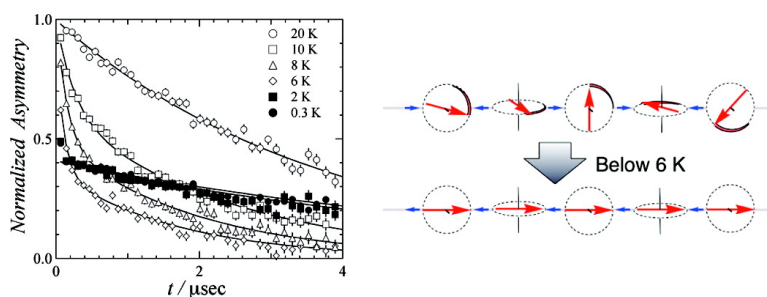 Normalized Asymmetry
1.0
0.5
0.0
0
2
4
t / μsec
20 K
10 K
8 K
6 K
2 K
0.3 K
Below 6 K